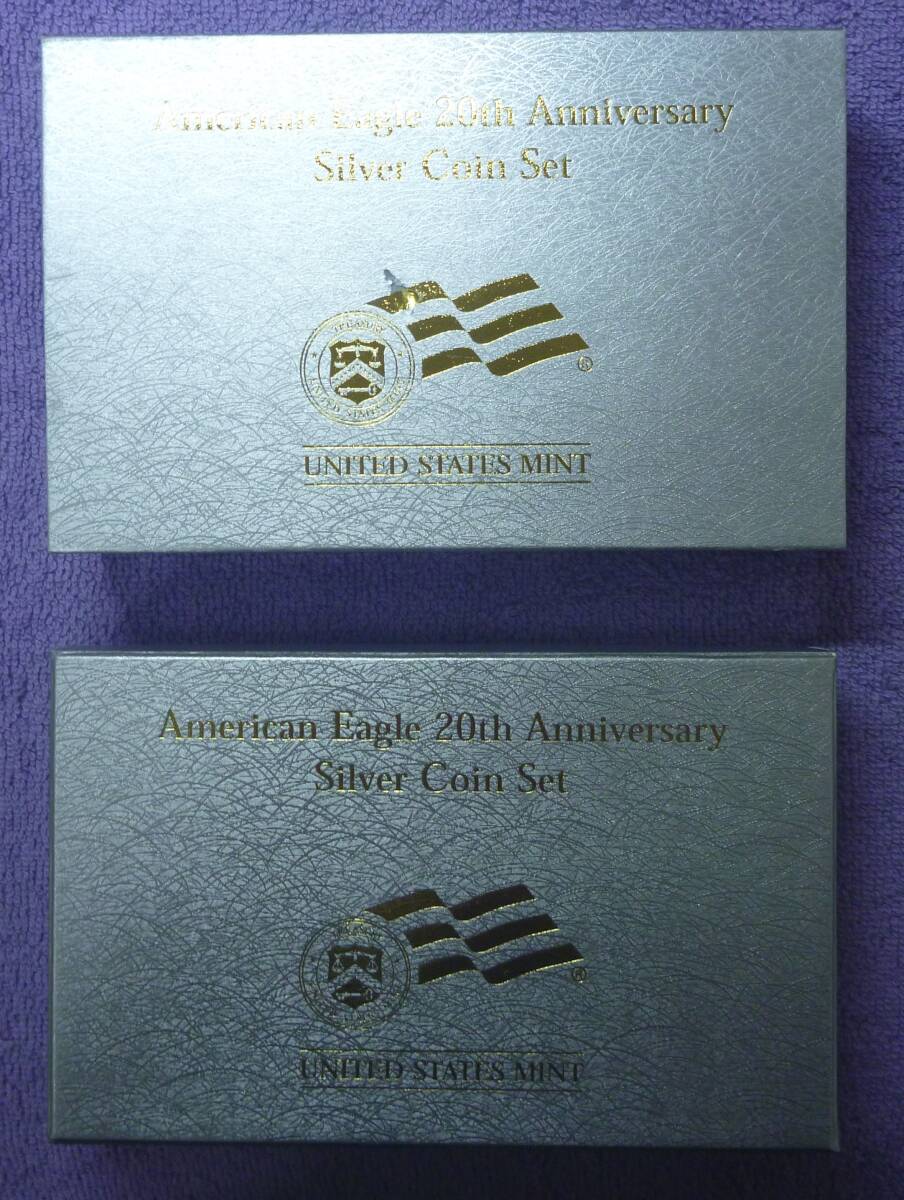 American Eagle 20th Anniversary
Silver Coin Set
®
UNITED STATES MINT
American Eagle 20th Anniversary
Silver Coin Set
®
UNITED STATES MINT